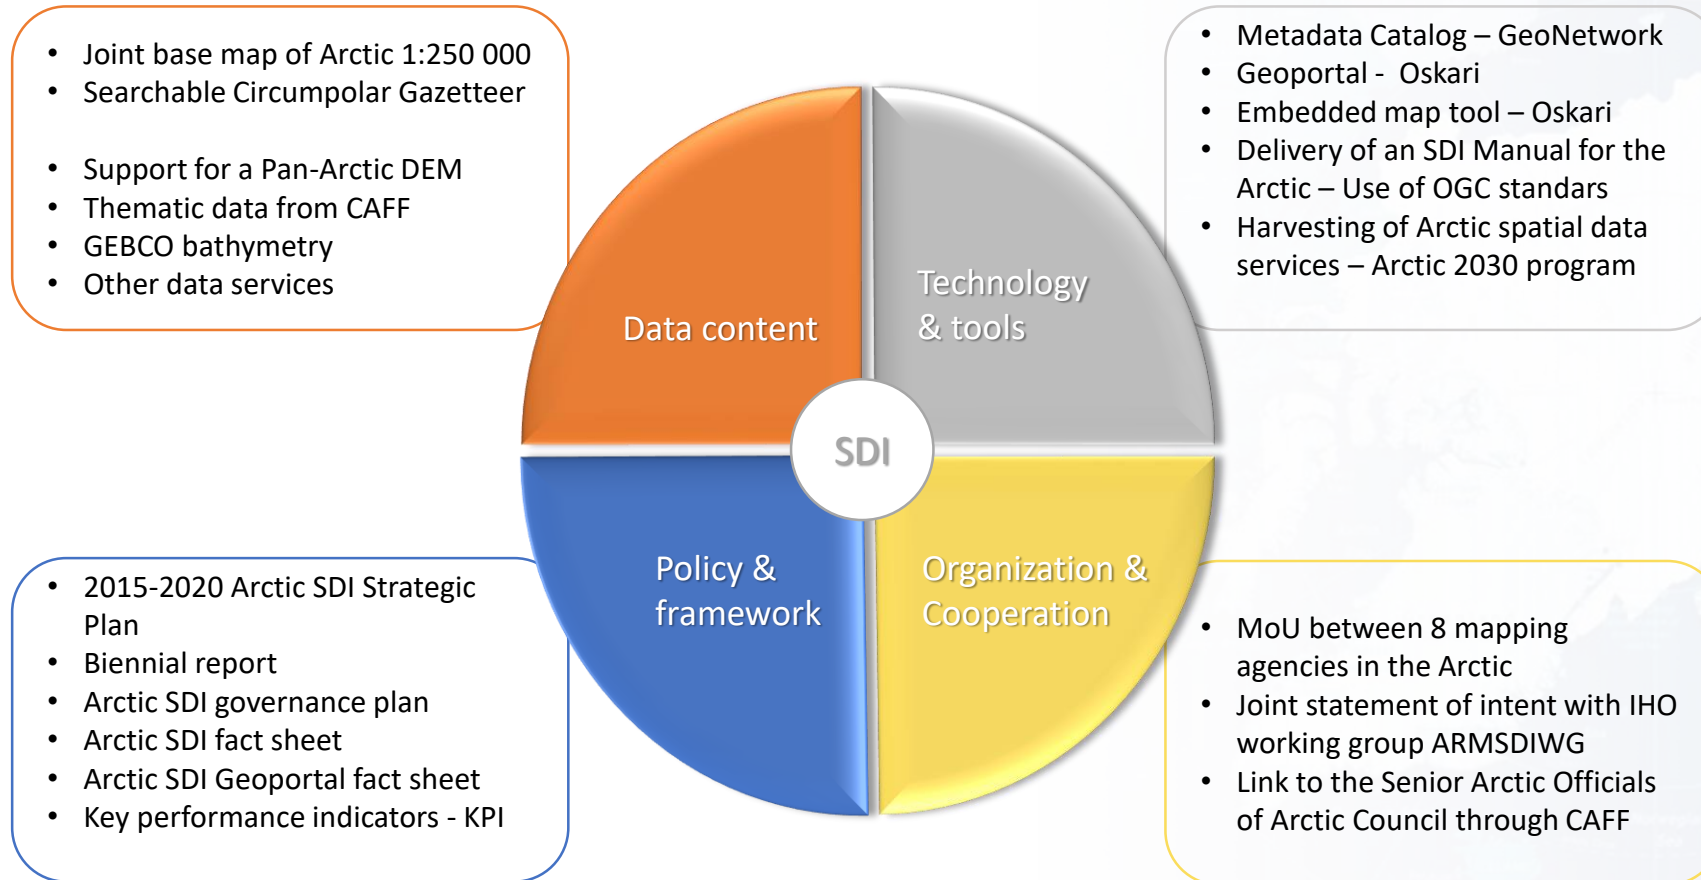 • Joint base map of Arctic 1:250 000
• Searchable Circumpolar Gazetteer
• Support for a Pan-Arctic DEM
• Thematic data from CAFF
• GEBCO bathymetry
• Other data services
• Metadata Catalog – GeoNetwork
• Geoportal - Oskari
• Embedded map tool – Oskari
• Delivery of an SDI Manual for the
Arctic – Use of OGC standars
• Harvesting of Arctic spatial data
services – Arctic 2030 program
Data content
Technology
& tools
SDI
Policy &
framework
Organization &
Cooperation
• 2015-2020 Arctic SDI Strategic
Plan
• Biennial report
• Arctic SDI governance plan
• Arctic SDI fact sheet
• Arctic SDI Geoportal fact sheet
• Key performance indicators - KPI
• MoU between 8 mapping
agencies in the Arctic
• Joint statement of intent with IHO
working group ARMSDIWG
• Link to the Senior Arctic Officials
of Arctic Council through CAFF